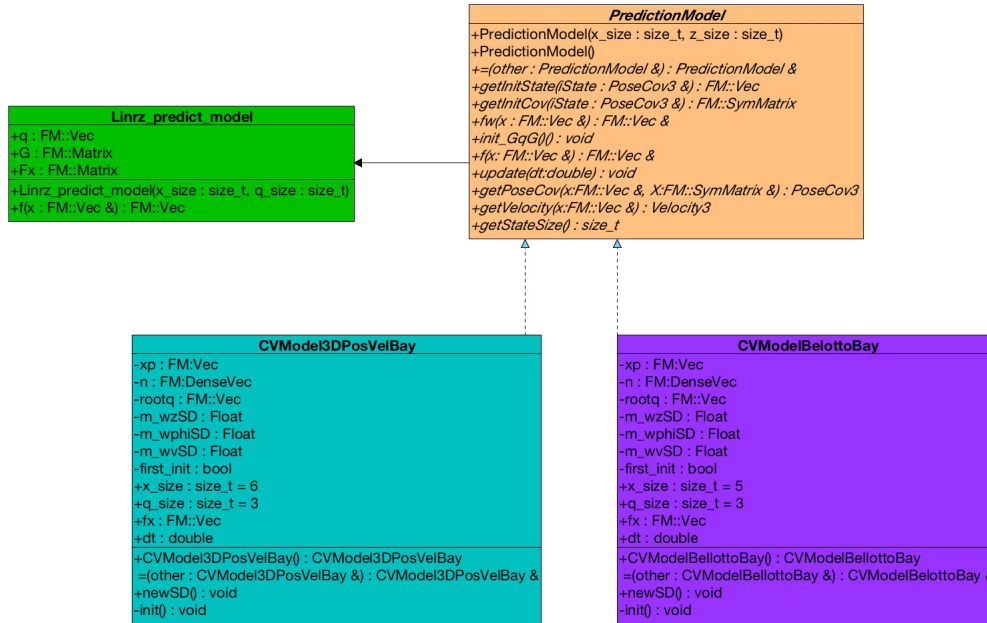 PredictionModel
+PredictionModel(x_size : size_t, z_size : size_t)
+PredictionModel()
+=(other : PredictionModel &) : PredictionModel &
+getInitState(iState : PoseCov3 &) : FM::Vec
+getInitCov(iState : PoseCov3 &) : FM::SymMatrix
+fw(x : FM::Vec &) : FM::Vec &
+init_GqG()() : void
+f(x : FM::Vec &) : FM::Vec &
+update(dt:double) : void
+getPoseCov(x:FM::Vec &, X:FM::SymMatrix &) : PoseCov3
+getVelocity(x:FM::Vec &) : Velocity3
+getStateSize() : size_t
Linrz_predict_model
+q : FM::Vec
+G : FM::Matrix
+Fx : FM::Matrix
+Linrz_predict_model(x_size : size_t, q_size : size_t)
+f(x : FM::Vec &) : FM::Vec
CVModel3DPosVelBay
-xp : FM:Vec
-n : FM:DenseVec
-rootq : FM::Vec
-m_wzSD : Float
-m_wphiSD : Float
-m_wvSD : Float
-first_init : bool
+x_size : size_t = 6
+q_size : size_t = 3
+fx : FM::Vec
+dt : double
+CVModel3DPosVelBay() : CVModel3DPosVelBay
=(other : CVModel3DPosVelBay &) : CVModel3DPosVelBay &
+newSD() : void
-init() : void
CVModelBelottoBay
-xp : FM:Vec
-n : FM:DenseVec
-rootq : FM::Vec
-m_wzSD : Float
-m_wphiSD : Float
-m_wvSD : Float
-first_init : bool
+x_size : size_t = 5
+q_size : size_t = 3
+fx : FM::Vec
+dt : double
+CVModelBellottoBay() : CVModelBellottoBay
=(other : CVModelBellottoBay &) : CVModelBelottoBay &
+newSD() : void
-init() : void